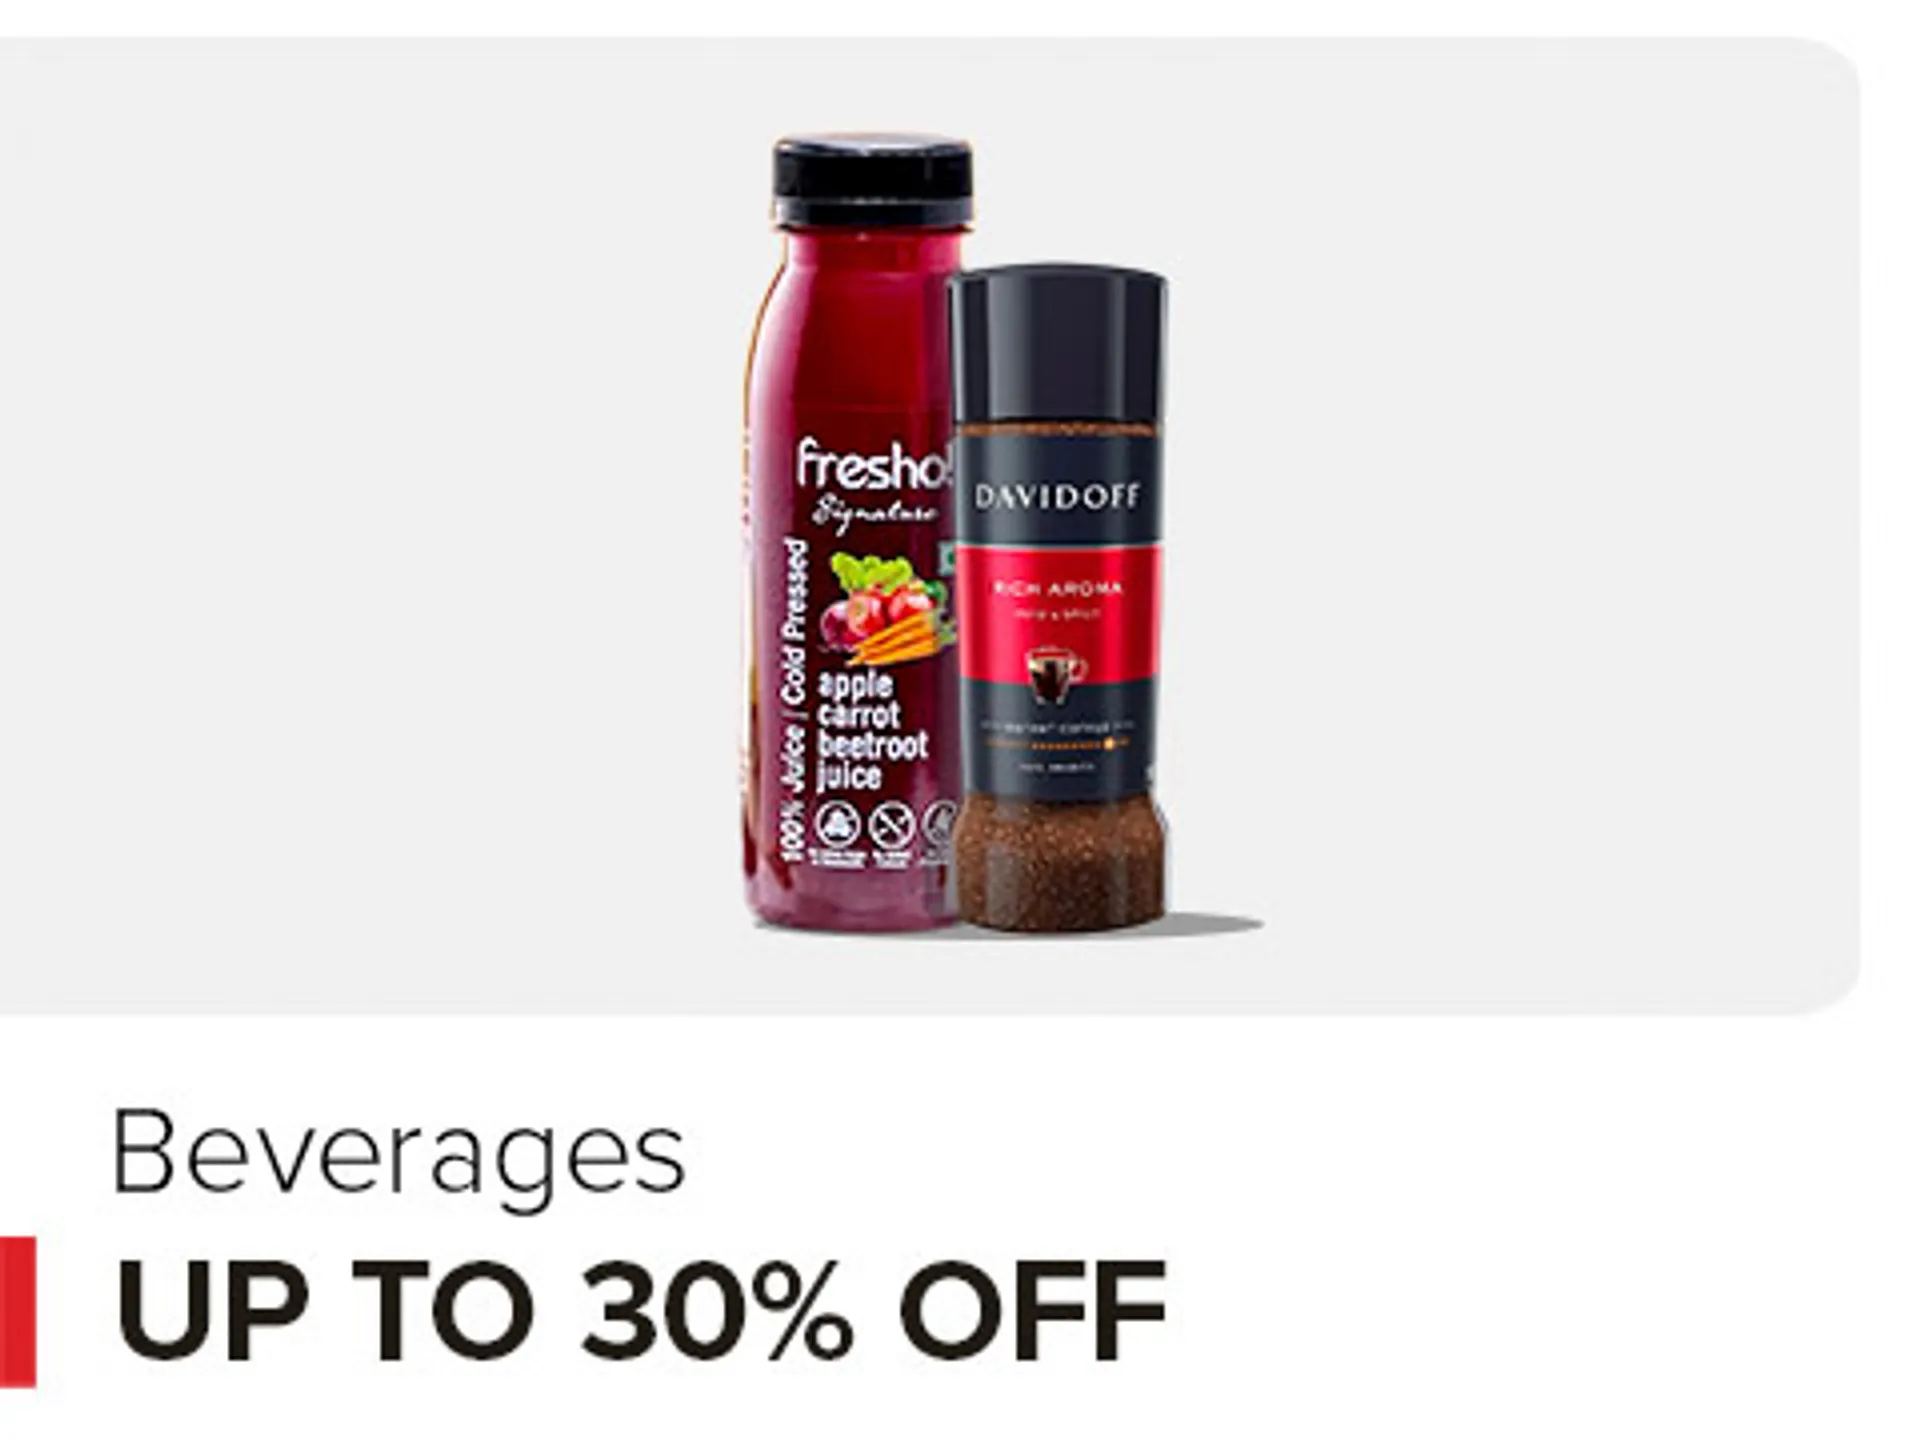 fresho!
Signature
100% Juice | Cold Pressed
apple
carrot
beetroot
juice
DAVIDOFF
RICH AROMA
Beverages
UP TO 30% OFF